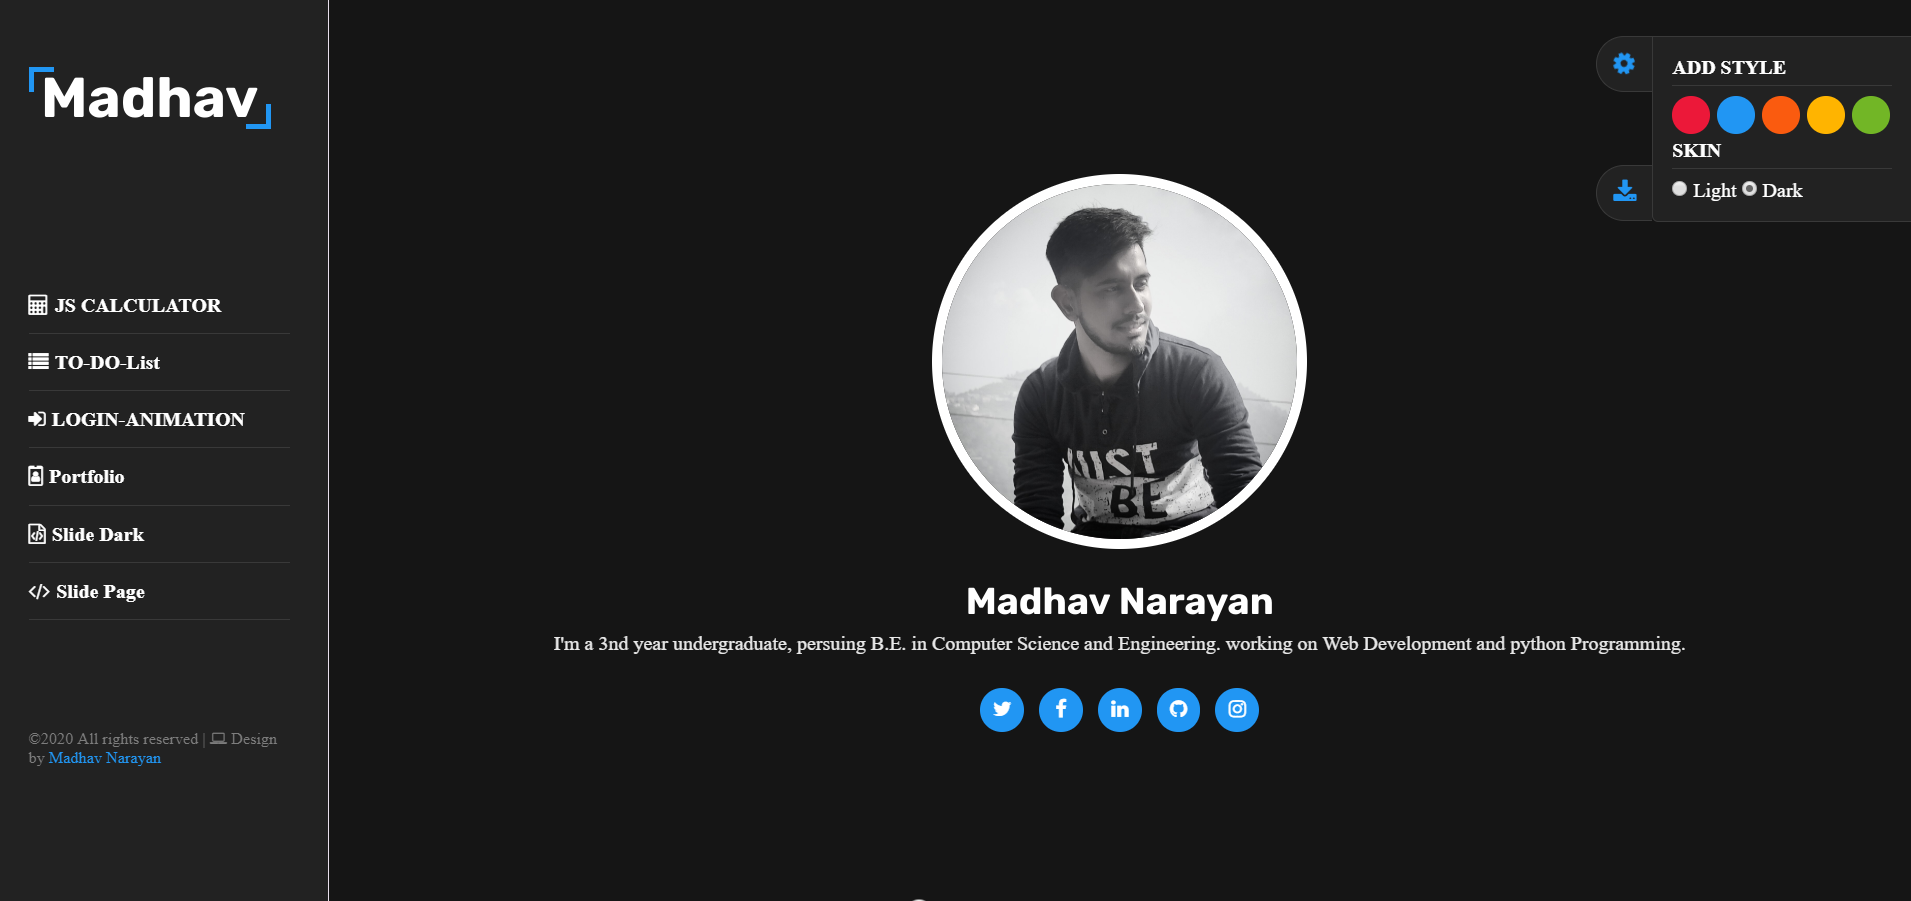 Madhav
JS CALCULATOR
TO-DO-List
LOGIN-ANIMATION
Portfolio
Slide Dark
Slide Page
©2020 All rights reserved | Design
by Madhav Narayan
ADD STYLE
SKIN
Light Dark
JUST
BE
Madhav Narayan
I'm a 3nd year undergraduate, persuing B.E. in Computer Science and Engineering. working on Web Development and python Programming.